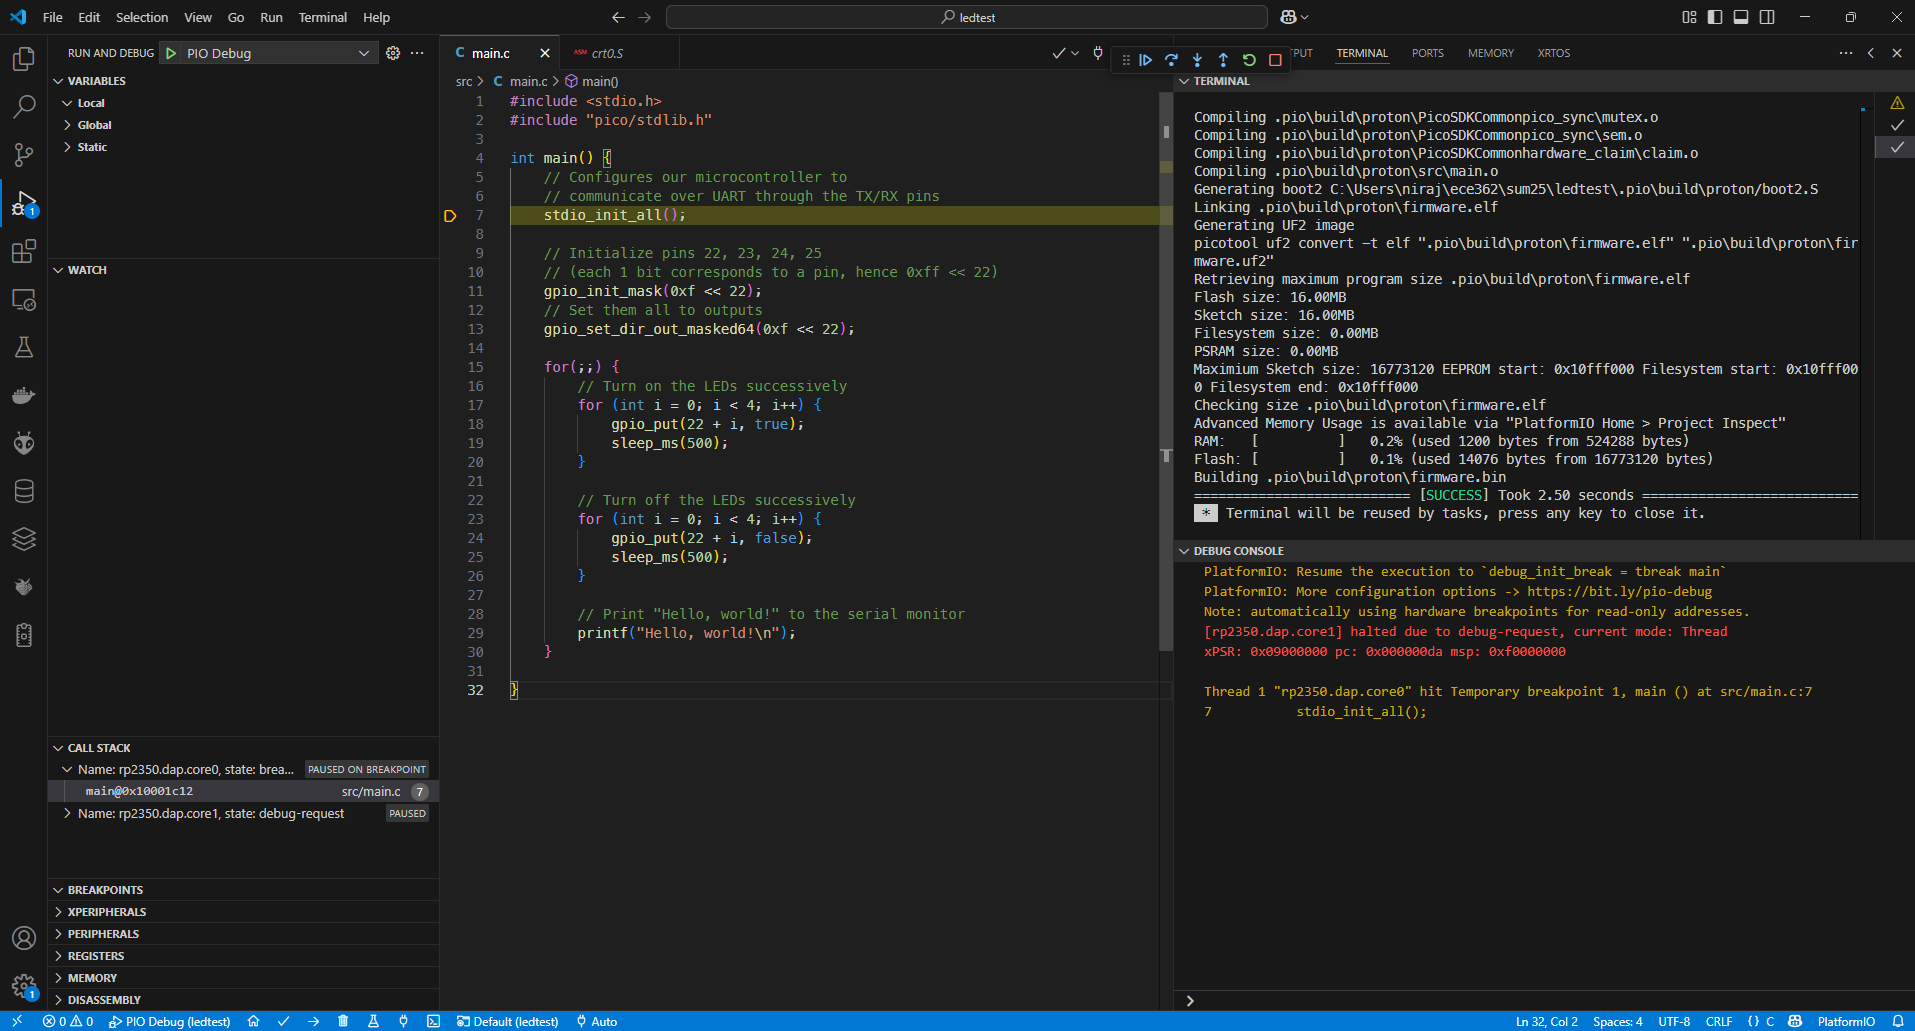 File Edit Selection View Go Run Terminal Help
ledtest
RUN AND DEBUG PIO Debug
VARIABLES
Local
Global
Static
WATCH
CALL STACK
Name: rp2350.dap.core0, state: brea... PAUSED ON BREAKPOINT
main@0x10001c12 src/main.c 7
Name: rp2350.dap.core1, state: debug-request PAUSED
BREAKPOINTS
XPERIPHERALS
PERIPHERALS
REGISTERS
MEMORY
DISASSEMBLY
1
1
C main.c
ASM crt0.S
src > C main.c > main()
1 #include <stdio.h>
2 #include "pico/stdlib.h"
3
4 int main() {
5 // Configures our microcontroller to
6 // communicate over UART through the TX/RX pins
7 stdio_init_all();
8
9 // Initialize pins 22, 23, 24, 25
10 // (each 1 bit corresponds to a pin, hence 0xff << 22)
11 gpio_init_mask(0xf << 22);
12 // Set them all to outputs
13 gpio_set_dir_out_masked64(0xf << 22);
14
15 for(;;) {
16 // Turn on the LEDs successively
17 for (int i = 0; i < 4; i++) {
18 gpio_put(22 + i, true);
19 sleep_ms(500);
20 }
21
22 // Turn off the LEDs successively
23 for (int i = 0; i < 4; i++) {
24 gpio_put(22 + i, false);
25 sleep_ms(500);
26 }
27
28 // Print "Hello, world!" to the serial monitor
29 printf("Hello, world!\n");
30 }
31
32 }
PUT TERMINAL PORTS MEMORY XRTOS
TERMINAL
Compiling .pio\build\proton\PicoSDKCommonpico_sync\mutex.o
Compiling .pio\build\proton\PicoSDKCommonpico_sync\sem.o
Compiling .pio\build\proton\PicoSDKCommonhardware_claim\claim.o
Compiling .pio\build\proton\src\main.o
Generating boot2 C:\Users\niraj\ece362\sum25\ledtest\.pio\build\proton/boot2.S
Linking .pio\build\proton\firmware.elf
Generating UF2 image
picotool uf2 convert -t elf ".pio\build\proton\firmware.elf" ".pio\build\proton\fir
mware.uf2"
Retrieving maximum program size .pio\build\proton\firmware.elf
Flash size: 16.00MB
Sketch size: 16.00MB
Filesystem size: 0.00MB
PSRAM size: 0.00MB
Maximium Sketch size: 16773120 EEPROM start: 0x10fff000 Filesystem start: 0x10fff00
0 Filesystem end: 0x10fff000
Checking size .pio\build\proton\firmware.elf
Advanced Memory Usage is available via "PlatformIO Home > Project Inspect"
RAM: [ ] 0.2% (used 1200 bytes from 524288 bytes)
Flash: [ ] 0.1% (used 14076 bytes from 16773120 bytes)
Building .pio\build\proton\firmware.bin
=========================== [SUCCESS] Took 2.50 seconds ===========================
* Terminal will be reused by tasks, press any key to close it.
DEBUG CONSOLE
PlatformIO: Resume the execution to `debug_init_break = tbreak main`
PlatformIO: More configuration options -> https://bit.ly/pio-debug
Note: automatically using hardware breakpoints for read-only addresses.
[rp2350.dap.core1] halted due to debug-request, current mode: Thread
xPSR: 0x09000000 pc: 0x000000da msp: 0xf0000000
Thread 1 "rp2350.dap.core0" hit Temporary breakpoint 1, main () at src/main.c:7
7 stdio_init_all();
0 0 PIO Debug (ledtest) Default (ledtest) Auto
Ln 32, Col 2 Spaces: 4 UTF-8 CRLF {} C PlatformIO